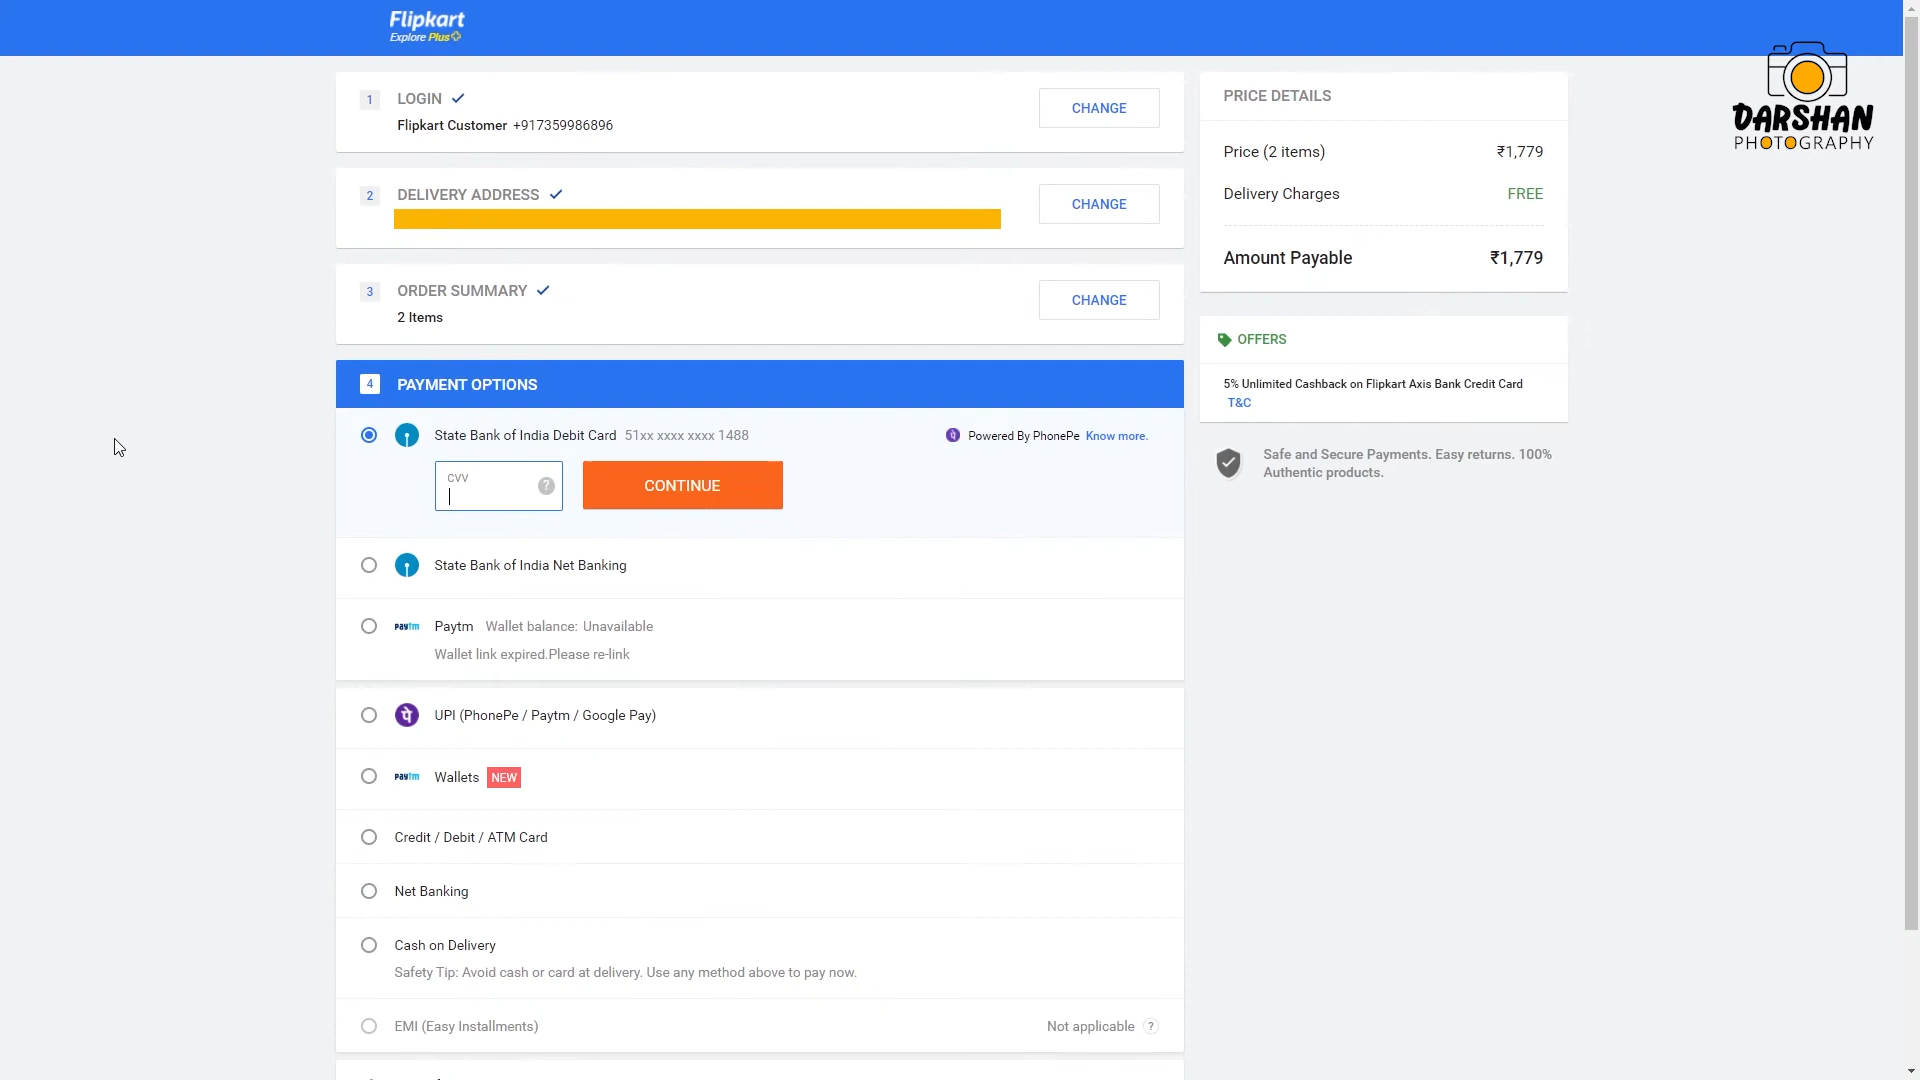 Flipkart
Explore Plus
DARSHAN
PHOTOGRAPHY
1 LOGIN
Flipkart Customer +917359986896
CHANGE
2 DELIVERY ADDRESS
CHANGE
3 ORDER SUMMARY
2 Items
CHANGE
4 PAYMENT OPTIONS
State Bank of India Debit Card 51xx xxxx xxxx 1488
Powered By PhonePe Know more.
CVV
?
CONTINUE
State Bank of India Net Banking
paytm Paytm Wallet balance: Unavailable
Wallet link expired.Please re-link
पे UPI (PhonePe / Paytm / Google Pay)
paytm Wallets NEW
Credit / Debit / ATM Card
Net Banking
Cash on Delivery
Safety Tip: Avoid cash or card at delivery. Use any method above to pay now.
EMI (Easy Installments) Not applicable ?
PRICE DETAILS
Price (2 items) ₹1,779
Delivery Charges FREE
Amount Payable ₹1,779
OFFERS
5% Unlimited Cashback on Flipkart Axis Bank Credit Card
T&C
Safe and Secure Payments. Easy returns. 100%
Authentic products.